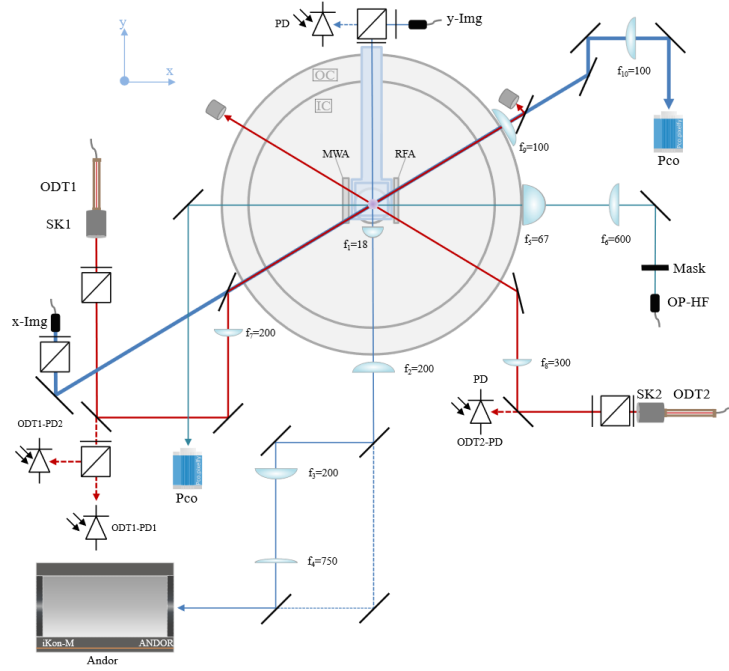 PD
y-Img
y
x
OC
IC
f₁₀=100
Pco
f₉=100
MWA
RFA
ODT1
SK1
f₁=18
f₅=67
f₆=600
Mask
OP-HF
x-Img
f₇=200
f₂=200
f₈=300
PD
SK2
ODT2
ODT1-PD2
ODT2-PD
Pco
f₃=200
ODT1-PD1
f₄=750
iKon-M
ANDOR
Andor